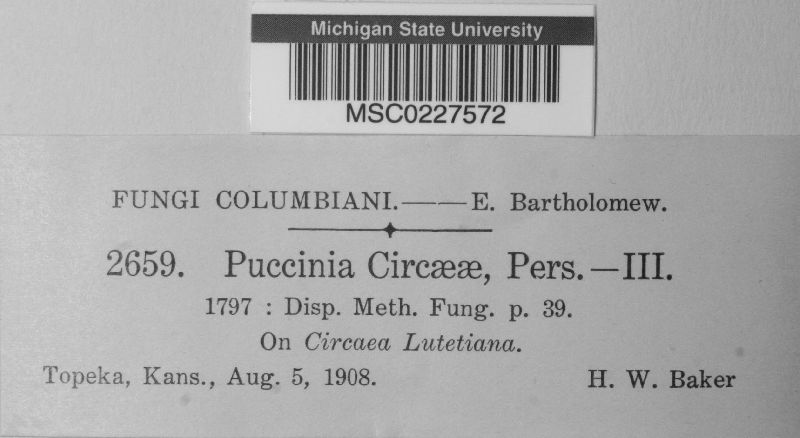 Michigan State University
MSC0227572
FUNGI COLUMBIANI.——E. Bartholomew.
2659. Puccinia Circææ, Pers.—III.
1797 : Disp. Meth. Fung. p. 39.
On Circaea Lutetiana.
Topeka, Kans., Aug. 5, 1908. H. W. Baker